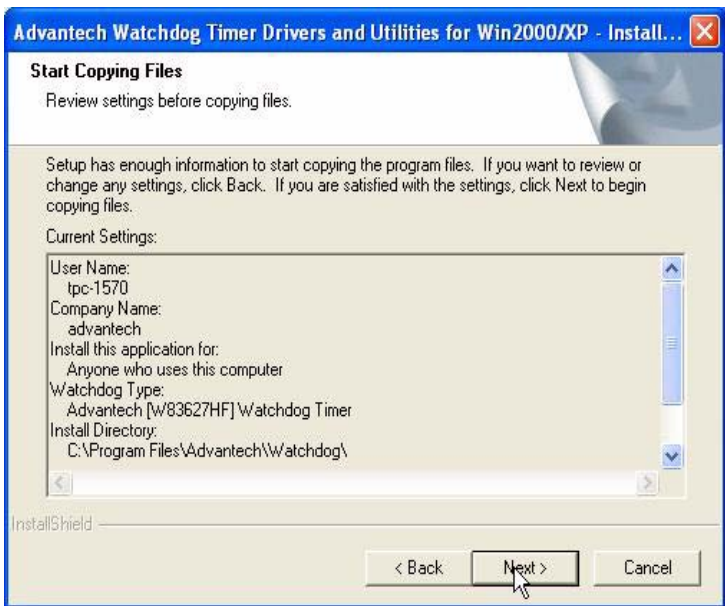 Advantech Watchdog Timer Drivers and Utilities for Win2000/XP - Install...
Start Copying Files
Review settings before copying files.
Setup has enough information to start copying the program files. If you want to review or
change any settings, click Back. If you are satisfied with the settings, click Next to begin
copying files.
Current Settings:
User Name:
tpc-1570
Company Name:
advantech
Install this application for:
Anyone who uses this computer
Watchdog Type:
Advantech [W83627HF] Watchdog Timer
Install Directory:
C:\Program Files\Advantech\Watchdog\
InstallShield
< Back
Next >
Cancel